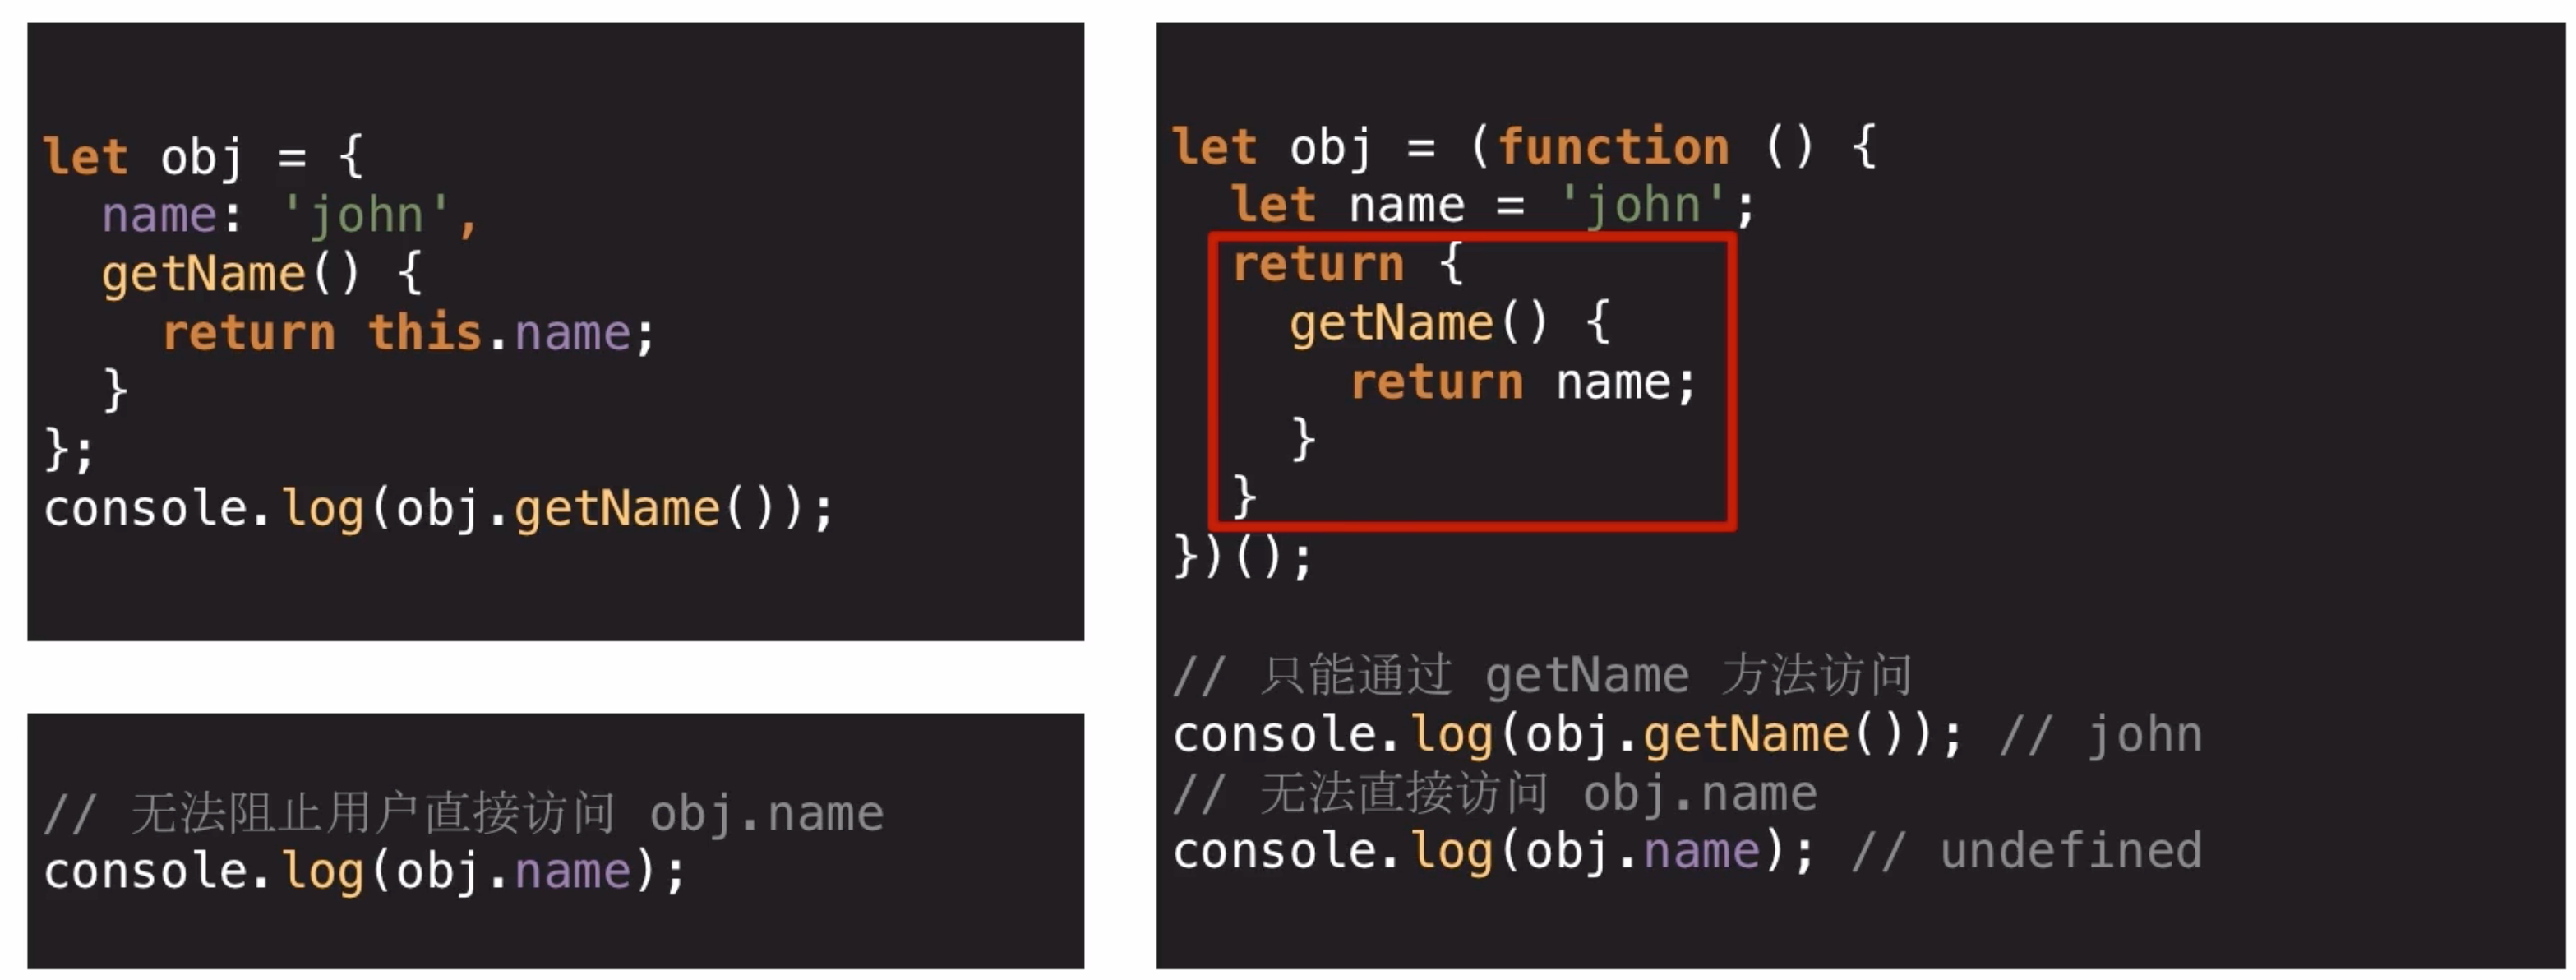 let obj = {
  name: 'john',
  getName() {
    return this.name;
  }
};
console.log(obj.getName());
// 无法阻止用户直接访问 obj.name
console.log(obj.name);
let obj = (function () {
  let name = 'john';
  return {
    getName() {
      return name;
    }
  }
})();
// 只能通过 getName 方法访问
console.log(obj.getName()); // john
// 无法直接访问 obj.name
console.log(obj.name); // undefined